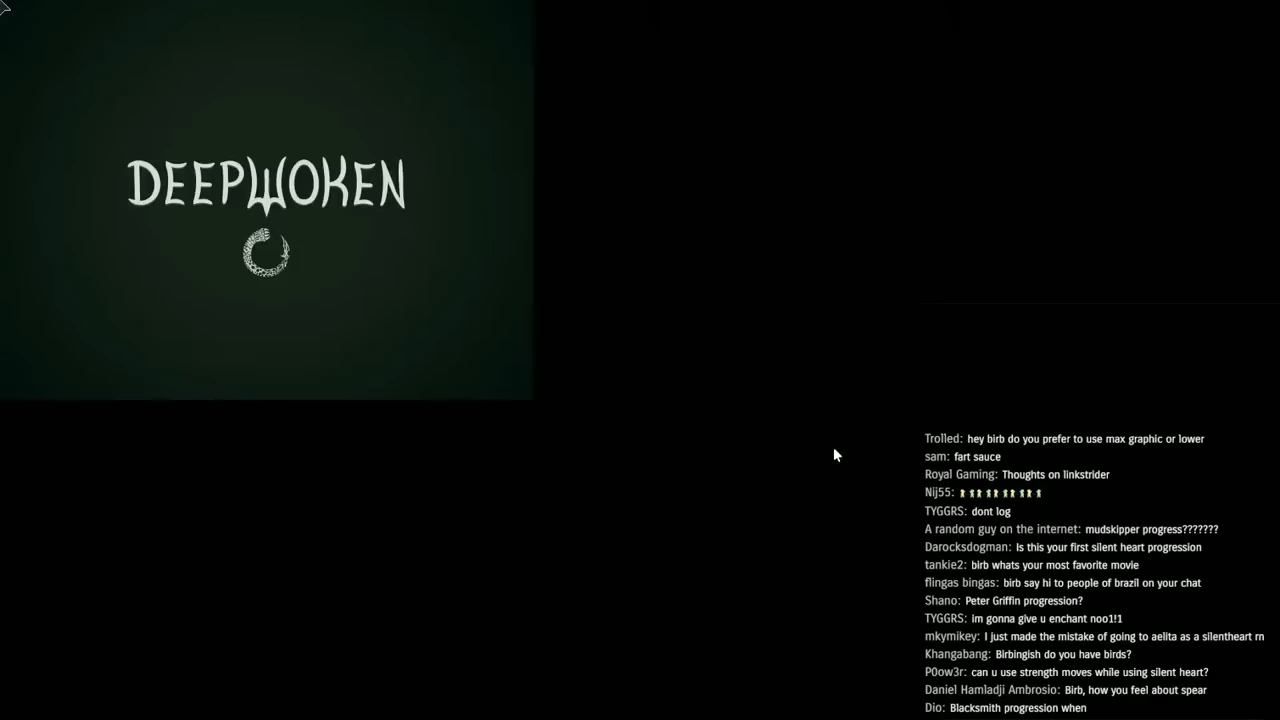 DEEPWOKEN
Trolled: hey birb do you prefer to use max graphic or lower
sam: fart sauce
Royal Gaming: Thoughts on linkstrider
Nij55:
TYGGRS: dont log
A random guy on the internet: mudskipper progress???????
Darocksdogman: Is this your first silent heart progression
tankie2: birb whats your most favorite movie
flingas bingas: birb say hi to people of brazil on your chat
Shano: Peter Griffin progression?
TYGGRS: im gonna give u enchant noo1!1
mkymikey: I just made the mistake of going to aelita as a silentheart rn
Khangabang: Birbingish do you have birds?
P0ow3r: can u use strength moves while using silent heart?
Daniel Hamladji Ambrosio: Birb, how you feel about spear
Dio: Blacksmith progression when